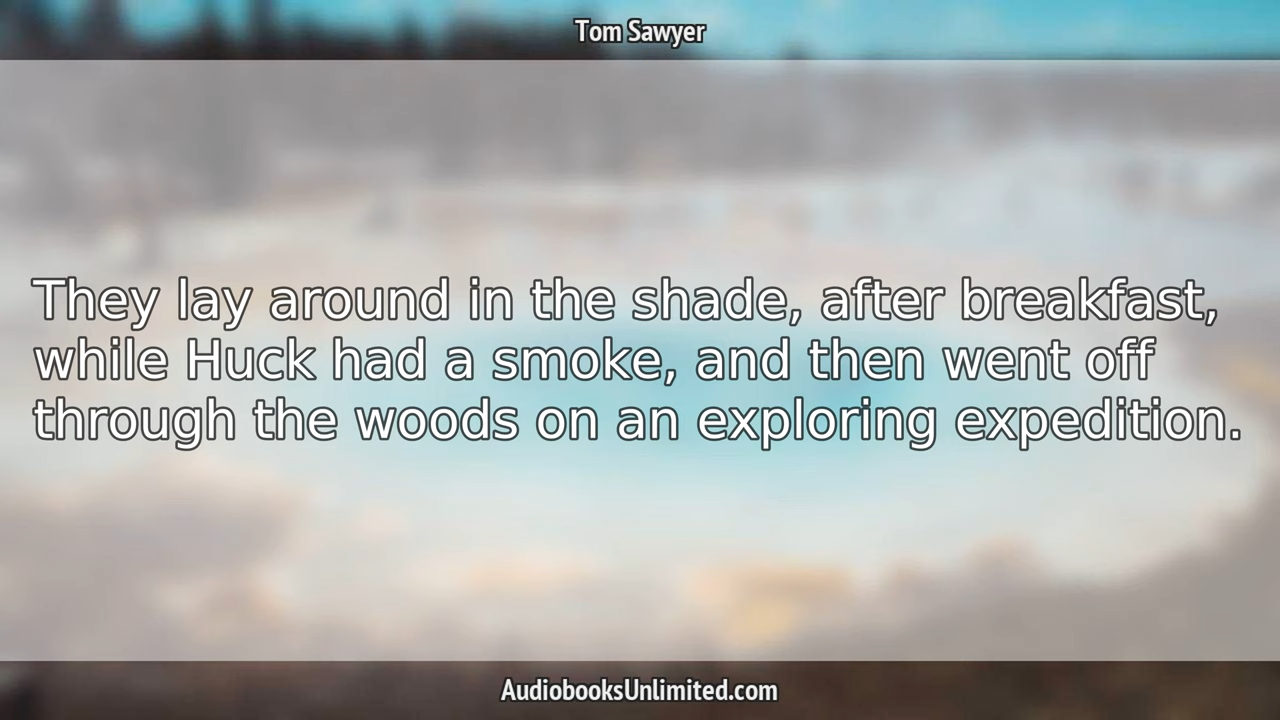 Tom Sawyer
They lay around in the shade, after breakfast,
while Huck had a smoke, and then went off
through the woods on an exploring expedition.
AudiobooksUnlimited.com